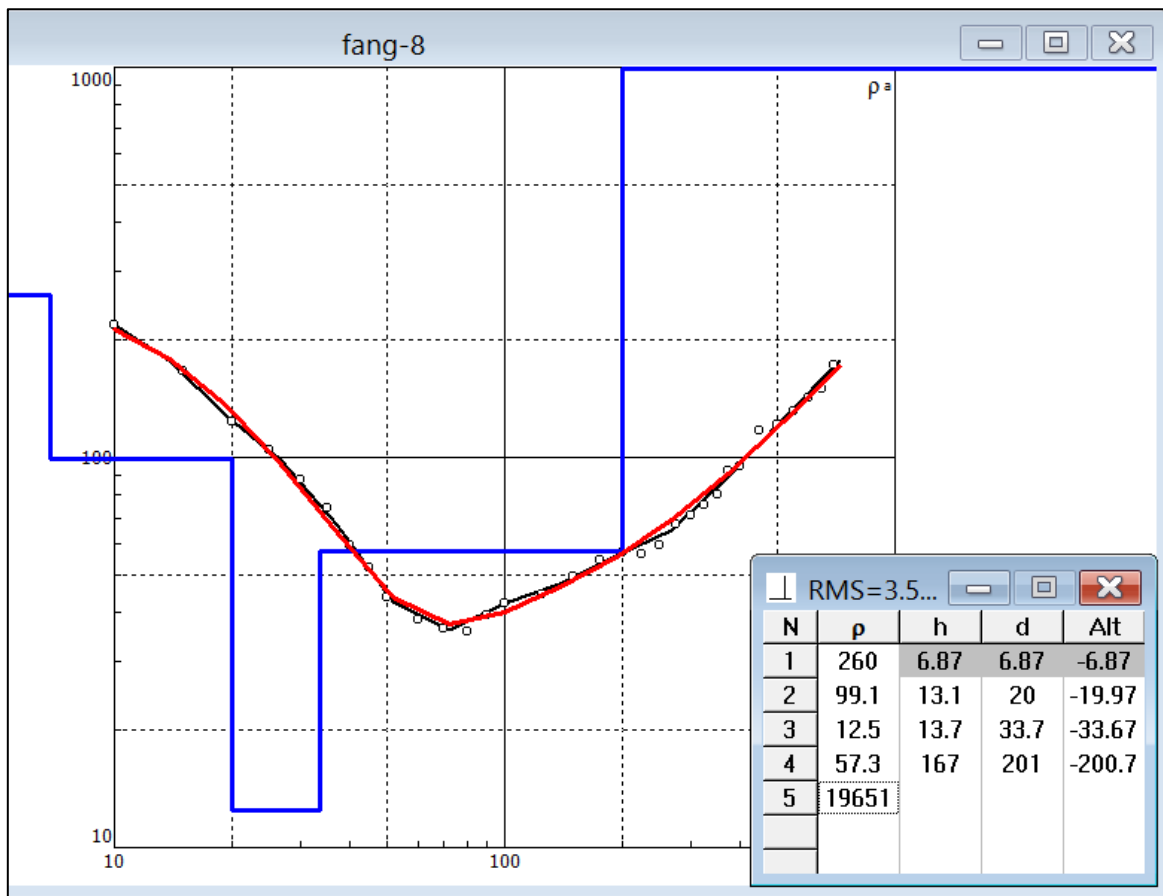 fang-8
1000
ρa
100
10
10
100
RMS=3.5...
N ρ h d Alt
1 260 6.87 6.87 -6.87
2 99.1 13.1 20 -19.97
3 12.5 13.7 33.7 -33.67
4 57.3 167 201 -200.7
5 19651